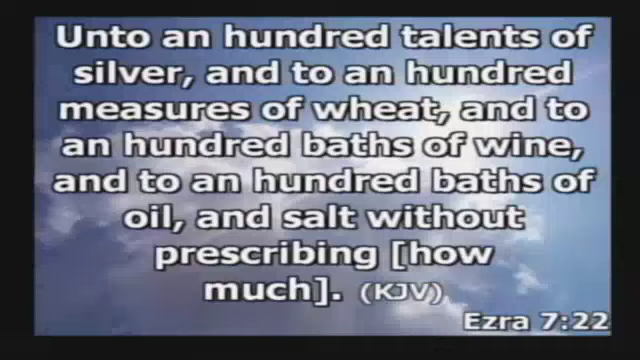 Unto an hundred talents of
silver, and to an hundred
measures of wheat, and to
an hundred baths of wine,
and to an hundred baths of
oil, and salt without
prescribing [how
much]. (KJV)
Ezra 7:22